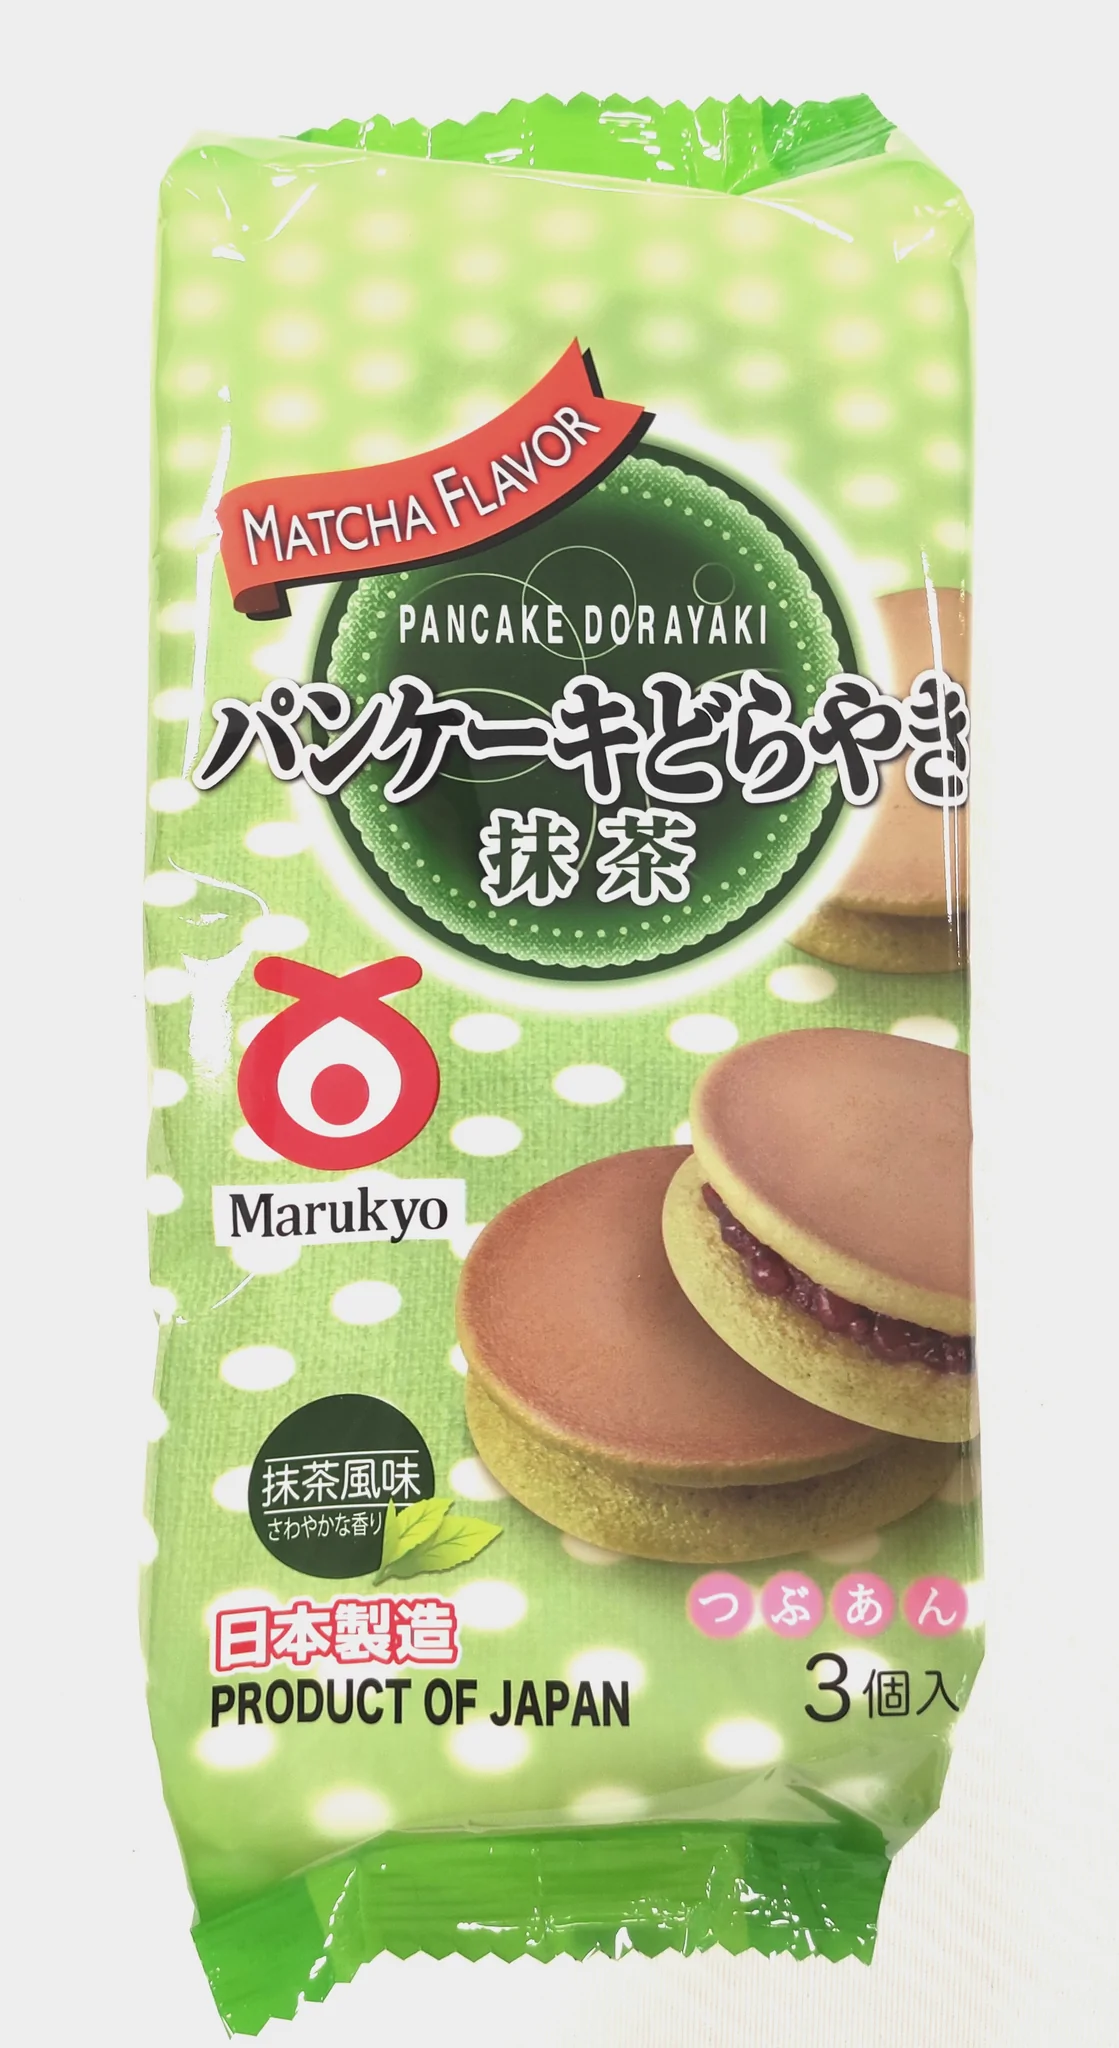 MATCHA FLAVOR
PANCAKE DORAYAKI
パンケーキどらやき
抹茶
Marukyo
抹茶風味
さわやかな香り
つぶあん
日本製造
3個入
PRODUCT OF JAPAN